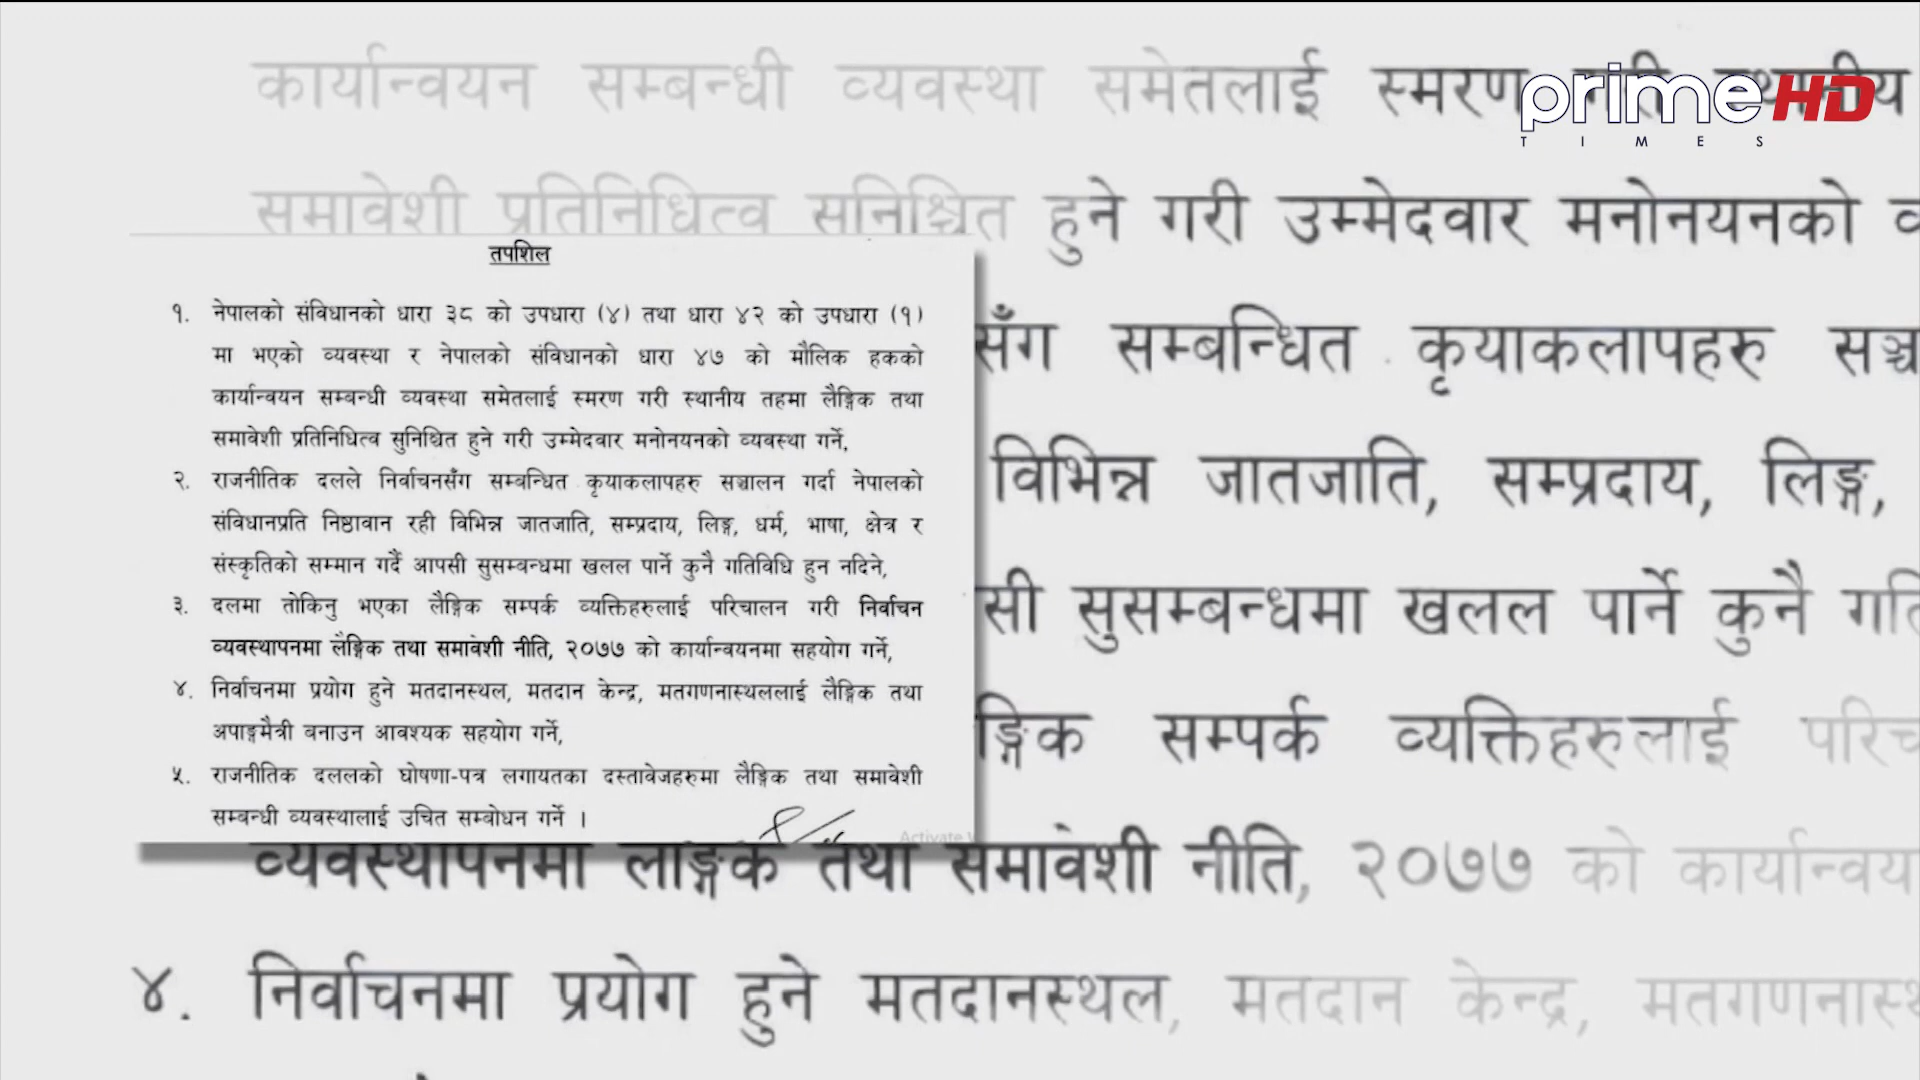 कार्यान्वयन सम्बन्धी व्यवस्था समेतलाई स्मरण गरी स्थानीय
prime HD
TIMES
समावेशी प्रतिनिधित्व सुनिश्चित हुने गरी उम्मेदवार मनोनयनको
तपशिल
१. नेपालको संविधानको धारा ३८ को उपधारा (४) तथा धारा ४२ को उपधारा (१)
मा भएको व्यवस्था र नेपालको संविधानको धारा ४७ को मौलिक हकको
कार्यान्वयन सम्बन्धी व्यवस्था समेतलाई स्मरण गरी स्थानीय तहमा लैङ्गिक तथा
समावेशी प्रतिनिधित्व सुनिश्चित हुने गरी उम्मेदवार मनोनयनको व्यवस्था गर्ने,
२. राजनीतिक दलले निर्वाचनसँग सम्बन्धित कृयाकलापहरु सञ्चालन गर्दा नेपालको
संविधानप्रति निष्ठावान रही विभिन्न जातजाति, सम्प्रदाय, लिङ्ग, धर्म, भाषा, क्षेत्र र
संस्कृतिको सम्मान गर्दै आपसी सुसम्बन्धमा खलल पार्ने कुनै गतिविधि हुन नदिने,
३. दलमा तोकिनु भएका लैङ्गिक सम्पर्क व्यक्तिहरुलाई परिचालन गरी निर्वाचन
व्यवस्थापनमा लैङ्गिक तथा समावेशी नीति, २०७७ को कार्यान्वयनमा सहयोग गर्ने,
४. निर्वाचनमा प्रयोग हुने मतदानस्थल, मतदान केन्द्र, मतगणनास्थललाई लैङ्गिक तथा
अपाङ्गमैत्री बनाउन आवश्यक सहयोग गर्ने,
५. राजनीतिक दललको घोषणा-पत्र लगायतका दस्तावेजहरुमा लैङ्गिक तथा समावेशी
सम्बन्धी व्यवस्थालाई उचित सम्बोधन गर्ने ।
Activate
सँग सम्बन्धित कृयाकलापहरु सञ्च
विभिन्न जातजाति, सम्प्रदाय, लिङ्ग,
सी सुसम्बन्धमा खलल पार्ने कुनै गति
ङ्गिक सम्पर्क व्यक्तिहरुलाई परिच
व्यवस्थापनमा लैङ्गिक तथा समावेशी नीति, २०७७ को कार्यान्वय
४. निर्वाचनमा प्रयोग हुने मतदानस्थल, मतदान केन्द्र, मतगणनास्थ